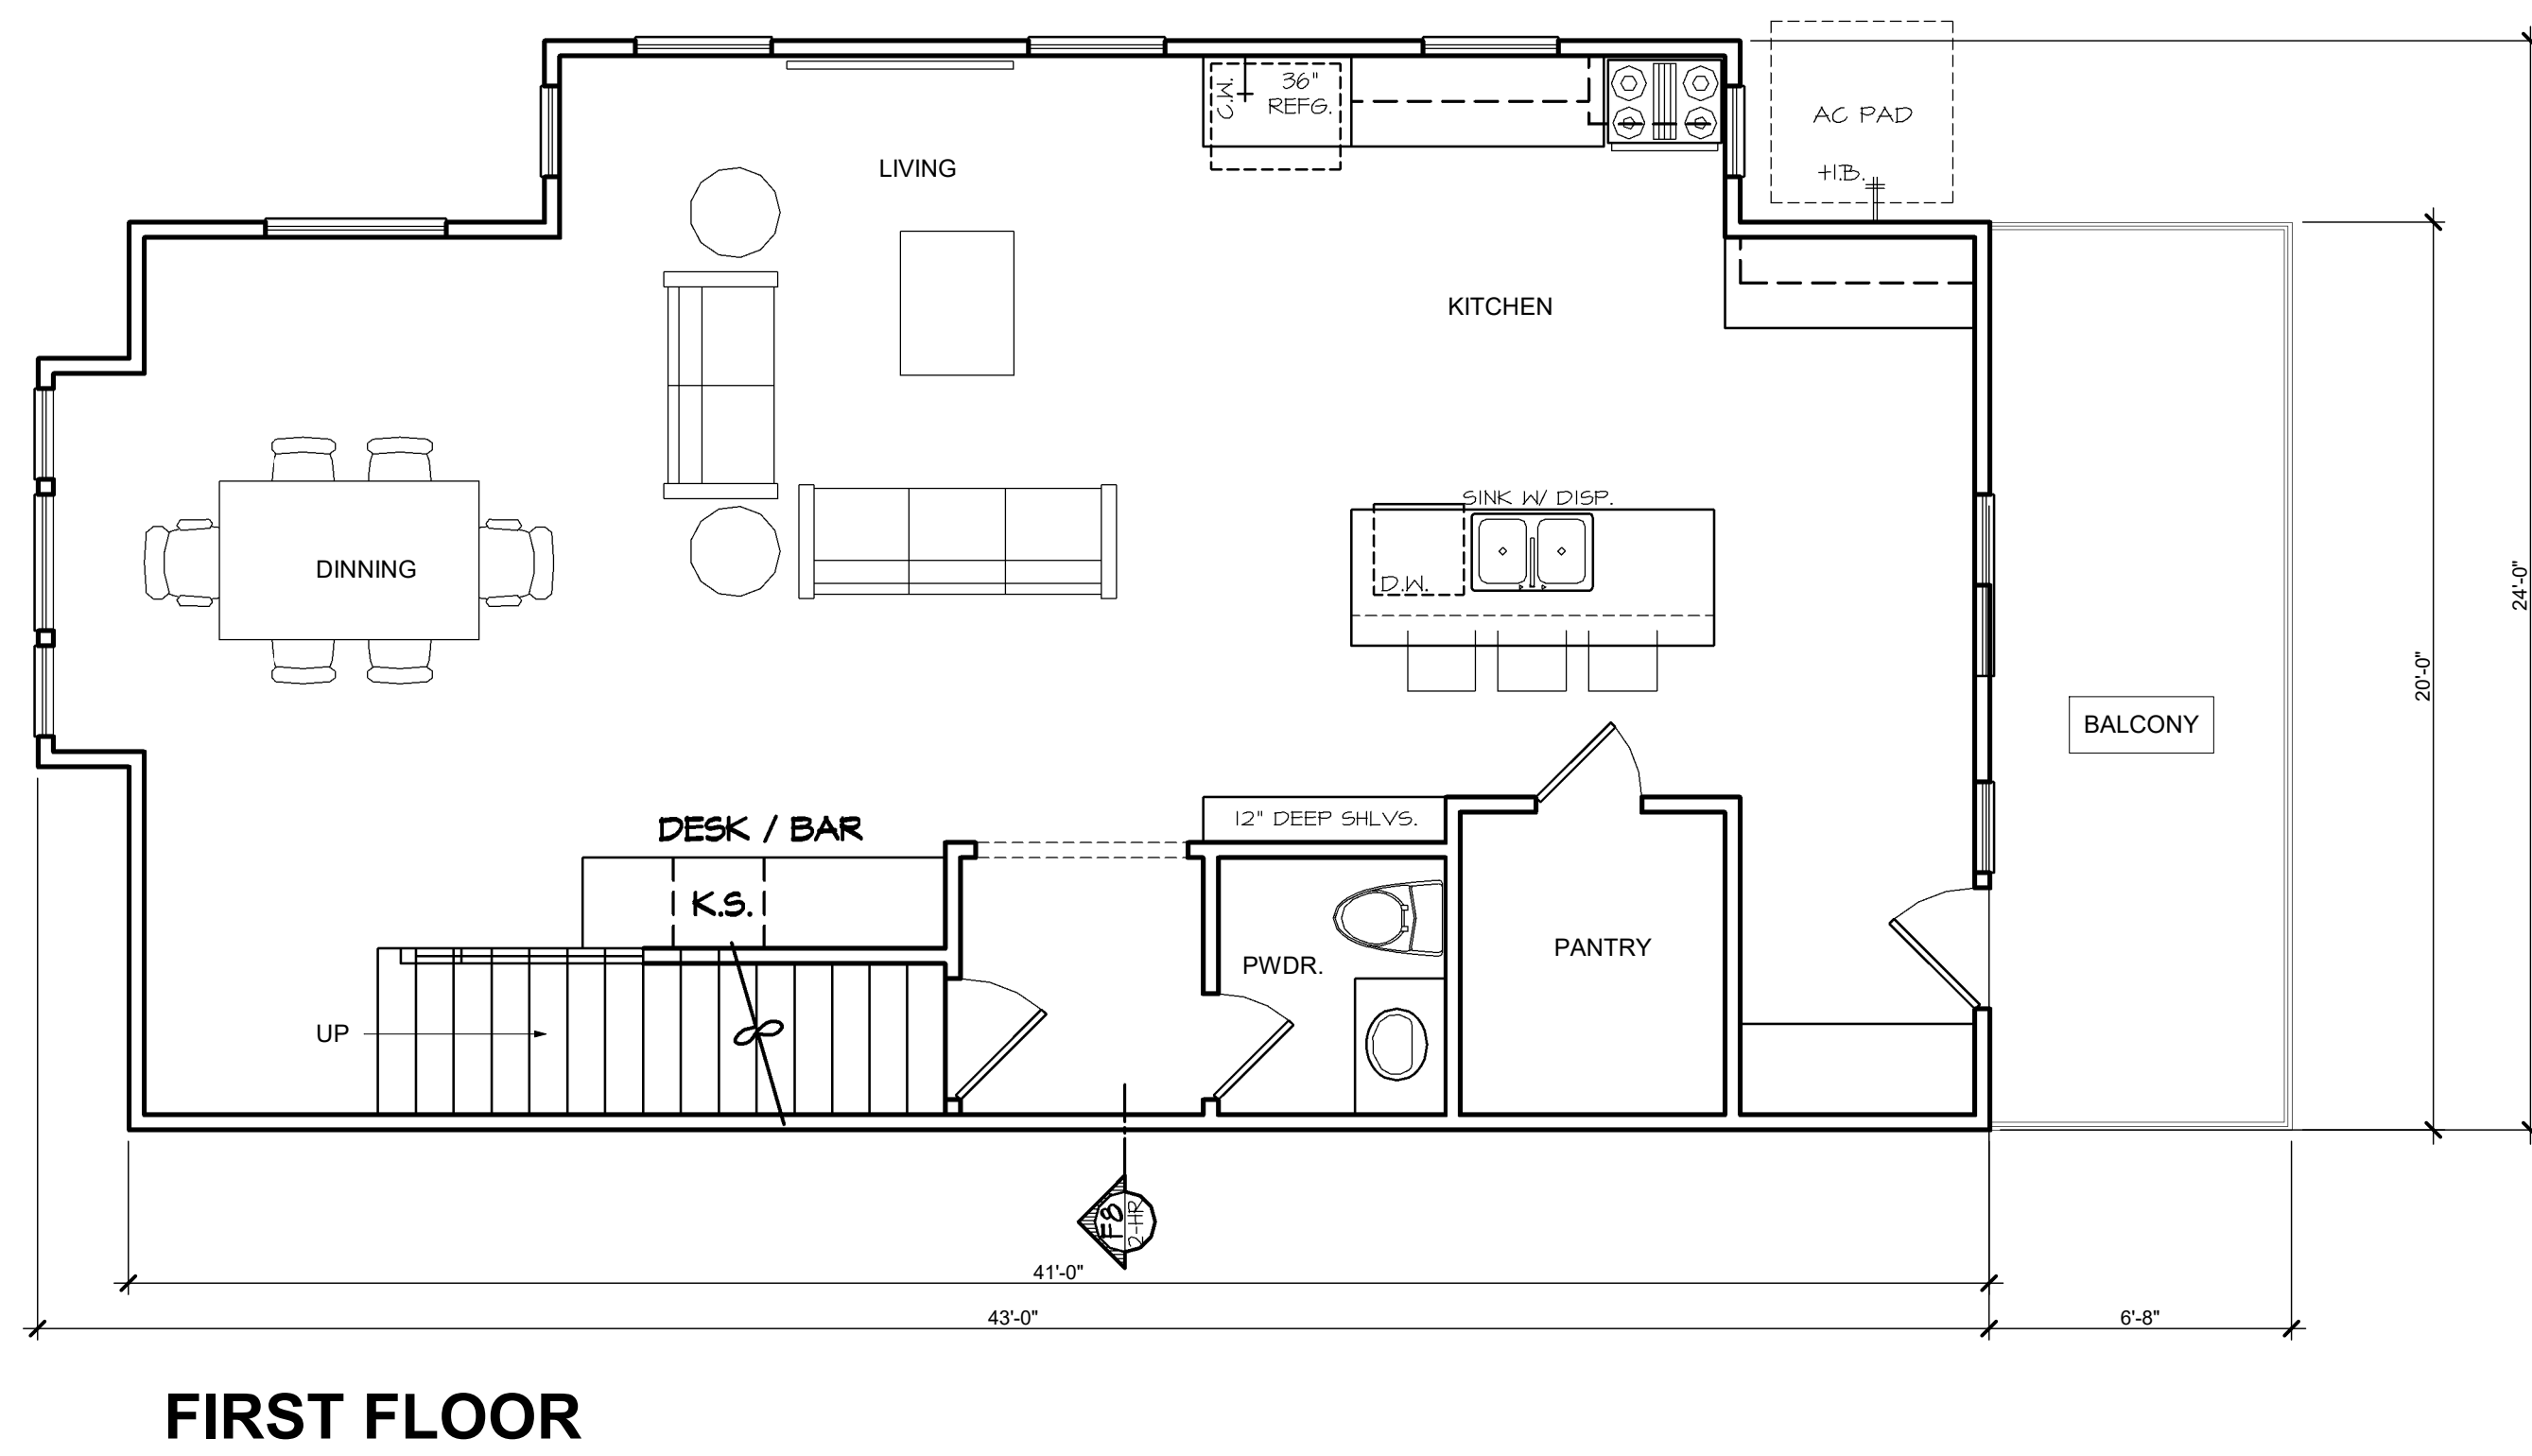 C.M.
36"
REFG.
AC PAD
H.B.
LIVING
KITCHEN
SINK W/ DISP.
D.W.
DINNING
24'-0"
20'-0"
BALCONY
DESK / BAR
12" DEEP SHLVS.
K.S.
PWDR.
PANTRY
UP
F8
2-HR
41'-0"
43'-0"
6'-8"
FIRST FLOOR